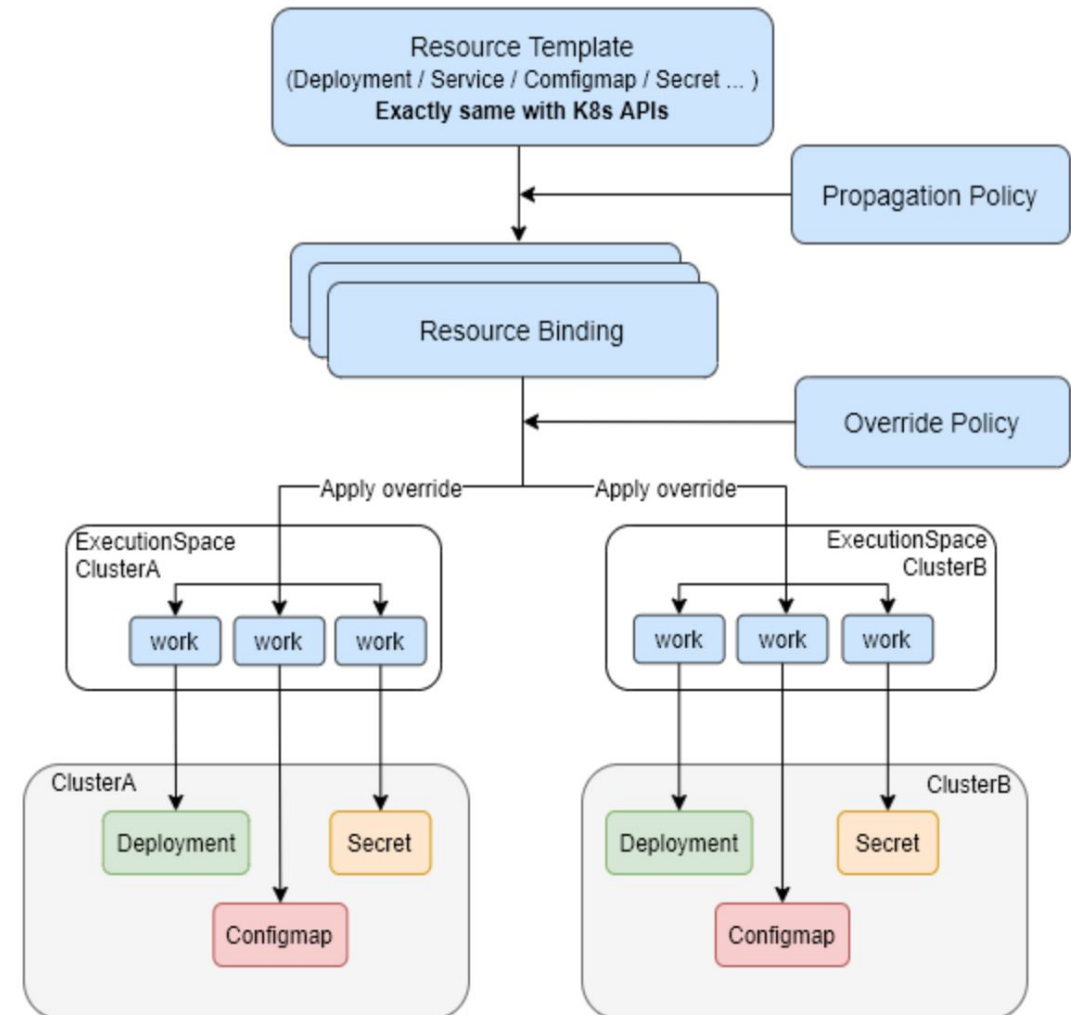 Resource Template
(Deployment / Service / Comfigmap / Secret ... )
Exactly same with K8s APIs
Propagation Policy
Resource Binding
Override Policy
Apply override
Apply override
ExecutionSpace
ClusterA
work
work
work
ExecutionSpace
ClusterB
work
work
work
ClusterA
Deployment
Secret
Configmap
ClusterB
Deployment
Secret
Configmap